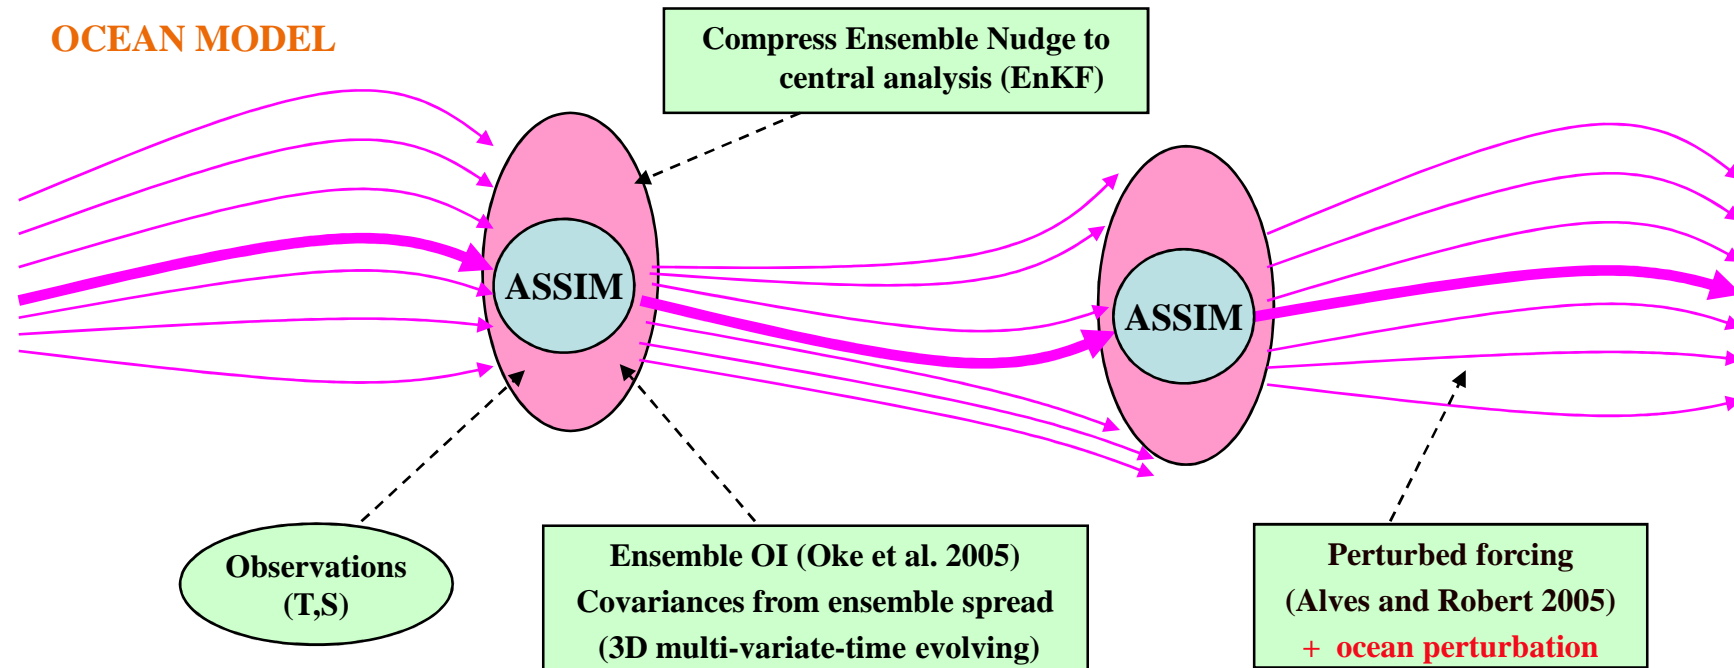 OCEAN MODEL
Compress Ensemble Nudge to
central analysis (EnKF)
ASSIM
ASSIM
Observations
(T,S)
Ensemble OI (Oke et al. 2005)
Covariances from ensemble spread
(3D multi-variate-time evolving)
Perturbed forcing
(Alves and Robert 2005)
+ ocean perturbation